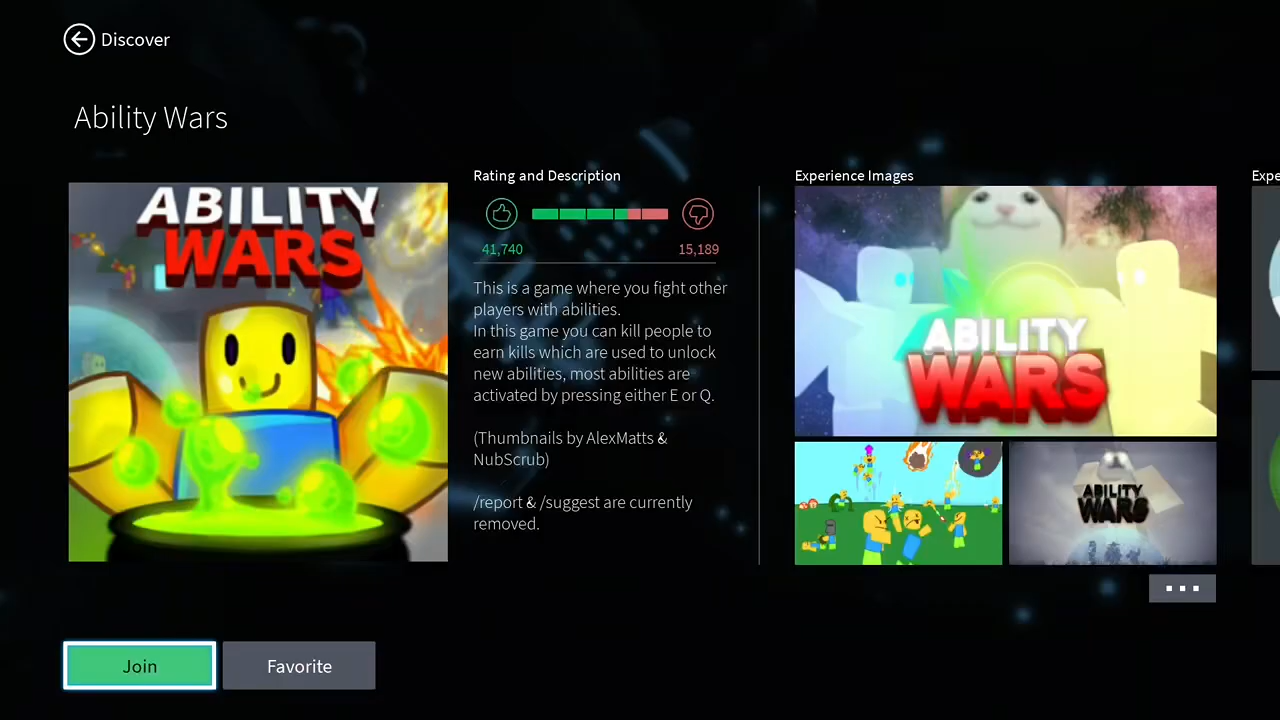 Discover
Ability Wars
ABILITY
WARS
Rating and Description
41,740
15,189
This is a game where you fight other
players with abilities.
In this game you can kill people to
earn kills which are used to unlock
new abilities, most abilities are
activated by pressing either E or Q.
(Thumbnails by AlexMatts &
NubScrub)
/report & /suggest are currently
removed.
Experience Images
ABILITY
WARS
ABILITY
WARS
Expe
Join
Favorite